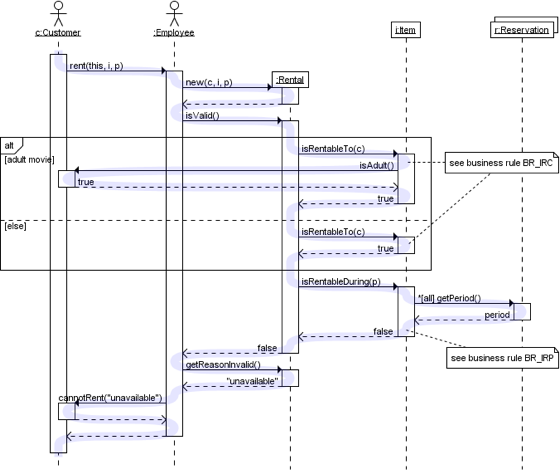 c:Customer
:Employee
i:Item
r:Reservation
rent(this, i, p)
new(c, i, p)
:Rental
isValid()
alt
[adult movie]
isRentableTo(c)
isAdult()
see business rule BR_IRC
true
true
[else]
isRentableTo(c)
true
isRentableDuring(p)
*[all] getPeriod()
period
false
false
see business rule BR_IRP
getReasonInvalid()
"unavailable"
cannotRent("unavailable")